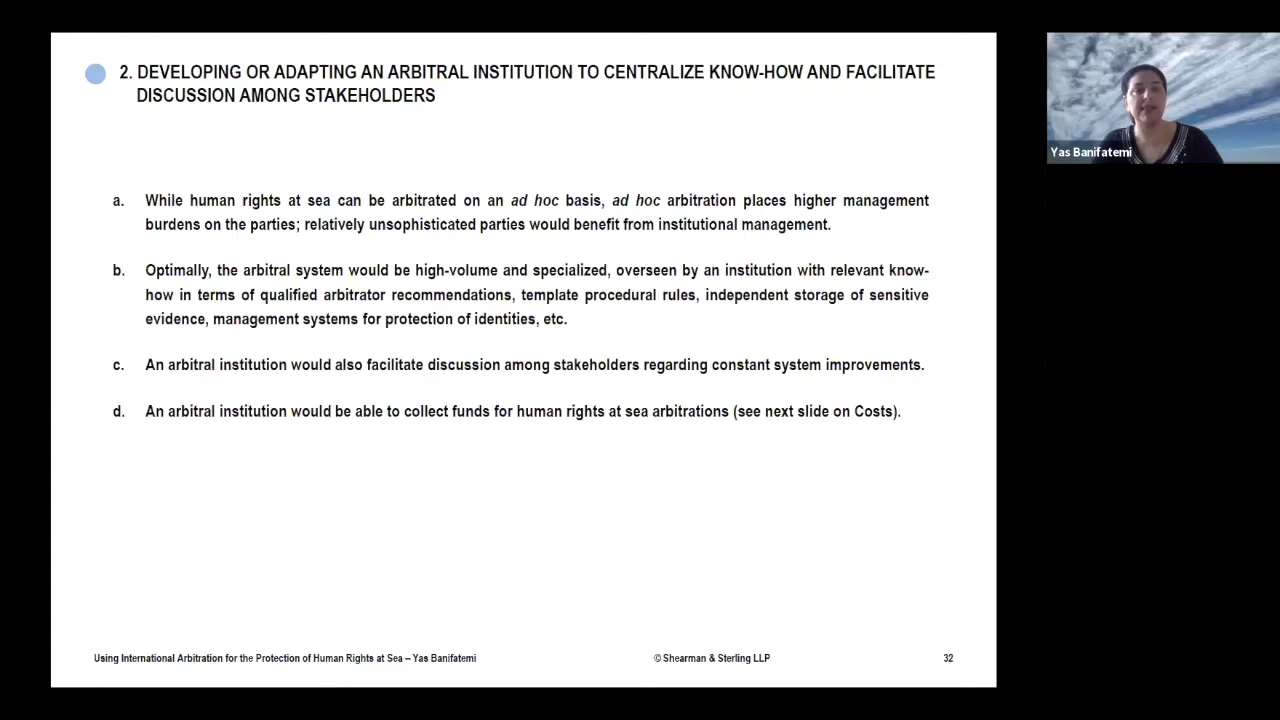 2. DEVELOPING OR ADAPTING AN ARBITRAL INSTITUTION TO CENTRALIZE KNOW-HOW AND FACILITATE
DISCUSSION AMONG STAKEHOLDERS
a. While human rights at sea can be arbitrated on an ad hoc basis, ad hoc arbitration places higher management
burdens on the parties; relatively unsophisticated parties would benefit from institutional management.
b. Optimally, the arbitral system would be high-volume and specialized, overseen by an institution with relevant know-
how in terms of qualified arbitrator recommendations, template procedural rules, independent storage of sensitive
evidence, management systems for protection of identities, etc.
c. An arbitral institution would also facilitate discussion among stakeholders regarding constant system improvements.
d. An arbitral institution would be able to collect funds for human rights at sea arbitrations (see next slide on Costs).
Using International Arbitration for the Protection of Human Rights at Sea – Yas Banifatemi
© Shearman & Sterling LLP
32
Yas Banifatemi